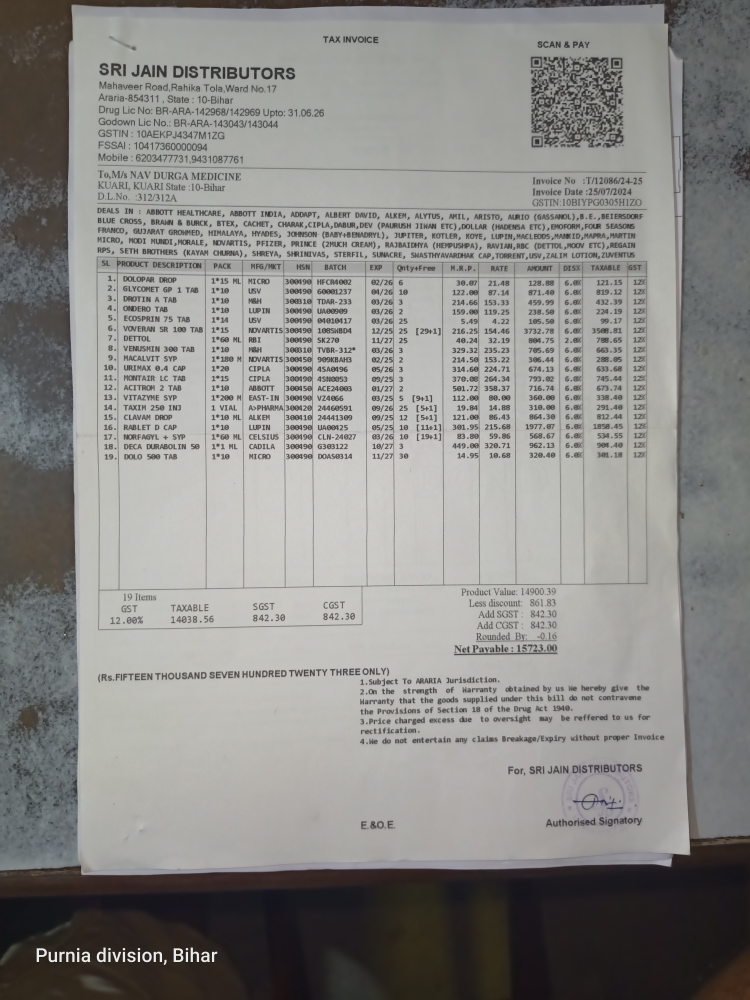 TAX INVOICE
SCAN & PAY
SRI JAIN DISTRIBUTORS
Mahaveer Road,Rahika Tola,Ward No.17
Araria-854311 , State : 10-Bihar
Drug Lic No: BR-ARA-142968/142969 Upto: 31.06.26
Godown Lic No.: BR-ARA-143043/143044
GSTIN : 10AEKPJ4347M1ZG
FSSAI : 10417360000094
Mobile : 6203477731,9431087761
To,M/s NAV DURGA MEDICINE
KUARI, KUARI State :10-Bihar
D.L.No. :312/312A
Invoice No :T/12086/24-25
Invoice Date :25/07/2024
GSTIN:10BIYPG0305H1ZO
DEALS IN : ABBOTT HEALTHCARE, ABBOTT INDIA, ADDAPT, ALBERT DAVID, ALKEM, ALYTUS, AMIL, ARISTO, AURIO (GASSANOL),B.E.,BEIERSDORF
BLUE CROSS, BRAHN & BURCK, BTEX, CACHET, CHARAK,CIPLA,DABUR,DEV (PAURUSH JIWAN ETC),DOLLAR (HADENSA ETC),EMOFORM,FOUR SEASONS
FRANCO, GUJARAT GROHMED, HIMALAYA, HYADES, JOHNSON (BABY+BENADRYL), JUPITER, KOTLER, KOYE, LUPIN,MACLEODS,MANKID,MAPRA,MARTIN
MICRO, MODI MUNDI,MORALE, NOVARTIS, PFIZER, PRINCE (2MUCH CREAM), RAJBAIDHYA (HEMPUSHPA), RAVIAN,RBC (DETTOL,MOOV ETC),REGAIN
RPS, SETH BROTHERS (KAYAM CHURNA), SHREYA, SHRINIVAS, STERFIL, SUNACRE, SHASTHYAVARDHAK CAP,TORRENT,USV,ZALIM LOTION,ZUVENTUS
SL PRODUCT DESCRIPTION PACK MFG/MKT HSN BATCH EXP Qnty+Free M.R.P. RATE AMOUNT DIS% TAXABLE GST
1. DOLOPAR DROP 1*15 ML MICRO 300490 HFCR4002 02/26 6 30.07 21.48 128.88 6.0% 121.15 12%
2. GLYCOMET GP 1 TAB 1*10 USV 300490 60001237 04/26 10 122.00 87.14 871.40 6.0% 819.12 12%
3. DROTIN A TAB 1*10 M&H 300310 TDAR-233 03/26 3 214.66 153.33 459.99 6.0% 432.39 12%
4. ONDERO TAB 1*10 LUPIN 300490 UA00909 03/26 2 159.00 119.25 238.50 6.0% 224.19 12%
5. ECOSPRIN 75 TAB 1*14 USV 300490 04010417 03/26 25 5.49 4.22 105.50 6.0% 99.17 12%
6. VOVERAN SR 100 TAB 1*15 NOVARTIS 300490 1085HBD4 12/25 25 [29+1] 216.25 154.46 3732.78 6.0% 3508.81 12%
7. DETTOL 1*60 ML RBI 300490 SK270 11/27 25 40.24 32.19 804.75 2.0% 788.65 12%
8. VENUSMIN 300 TAB 1*10 M&H 300310 TVBR-312* 03/26 3 329.32 235.23 705.69 6.0% 663.35 12%
9. MACALVIT SYP 1*180 M NOVARTIS 300450 909KBAH3 02/26 2 214.50 153.22 306.44 6.0% 288.05 12%
10. URIMAX 0.4 CAP 1*20 CIPLA 300490 4SA0496 05/26 3 314.60 224.71 674.13 6.0% 633.68 12%
11. MONTAIR LC TAB 1*15 CIPLA 300490 4SN0053 09/25 3 370.00 264.34 793.02 6.0% 745.44 12%
12. ACITROM 2 TAB 1*10 ABBOTT 300450 ACE24003 01/27 2 501.72 358.37 716.74 6.0% 673.74 12%
13. VITAZYME SYP 1*200 M EAST-IN 300490 VZ4066 03/25 5 [9+1] 112.00 80.00 360.00 6.0% 338.40 12%
14. TAXIM 250 INJ 1 VIAL A>PHARMA 300420 24460591 09/26 25 [5+1] 19.84 14.88 310.00 6.0% 291.40 12%
15. CLAVAM DROP 1*10 ML ALKEM 300410 24441309 09/25 12 [5+1] 121.00 86.43 864.30 6.0% 812.44 12%
16. RABLET D CAP 1*10 LUPIN 300490 UA00425 05/26 10 [11+1] 301.95 215.68 1977.07 6.0% 1858.45 12%
17. NORFAGYL + SYP 1*60 ML CELSIUS 300490 CLN-24027 03/26 10 [19+1] 83.80 59.86 568.67 6.0% 534.55 12%
18. DECA DURABOLIN 50 1*1 ML CADILA 300490 G303122 10/27 3 449.00 320.71 962.13 6.0% 904.40 12%
19. DOLO 500 TAB 1*10 MICRO 300490 DOAS0314 11/27 30 14.95 10.68 320.40 6.0% 301.18 12%
19 Items
GST TAXABLE SGST CGST
12.00% 14038.56 842.30 842.30
Product Value: 14900.39
Less discount: 861.83
Add SGST : 842.30
Add CGST : 842.30
Rounded By: -0.16
Net Payable : 15723.00
(Rs.FIFTEEN THOUSAND SEVEN HUNDRED TWENTY THREE ONLY)
1.Subject To ARARIA Jurisdiction.
2.On the strength of Warranty obtained by us We hereby give the
Warranty that the goods supplied under this bill do not contravene
the Provisions of Section 18 of the Drug Act 1940.
3.Price charged excess due to oversight may be reffered to us for
rectification.
4.We do not entertain any claims Breakage/Expiry without proper Invoice
For, SRI JAIN DISTRIBUTORS
E.&O.E.
Authorised Signatory
Purnia division, Bihar